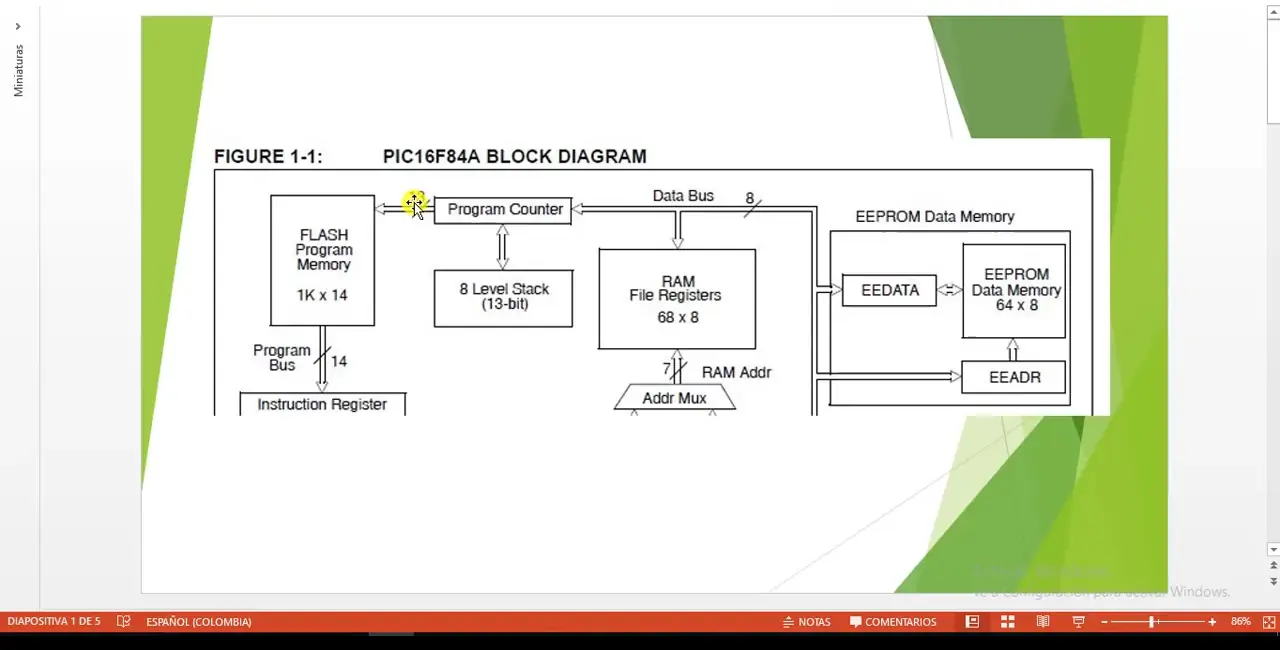 Miniaturas
FIGURE 1-1: PIC16F84A BLOCK DIAGRAM
FLASH
Program
Memory
1K x 14
Program Counter
8 Level Stack
(13-bit)
Data Bus
8
RAM
File Registers
68 x 8
EEPROM Data Memory
EEDATA
EEPROM
Data Memory
64 x 8
EEADR
Program
Bus
14
7
RAM Addr
Addr Mux
Instruction Register
DIAPOSITIVA 1 DE 5
ESPAÑOL (COLOMBIA)
NOTAS
COMENTARIOS
86%